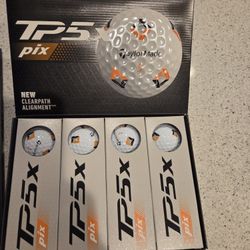 TP5x
pix
TaylorMade
NEW
CLEARPATH
ALIGNMENT™
TP5x
pix
TP5x
pix
TP5x
pix
TP5x
pix